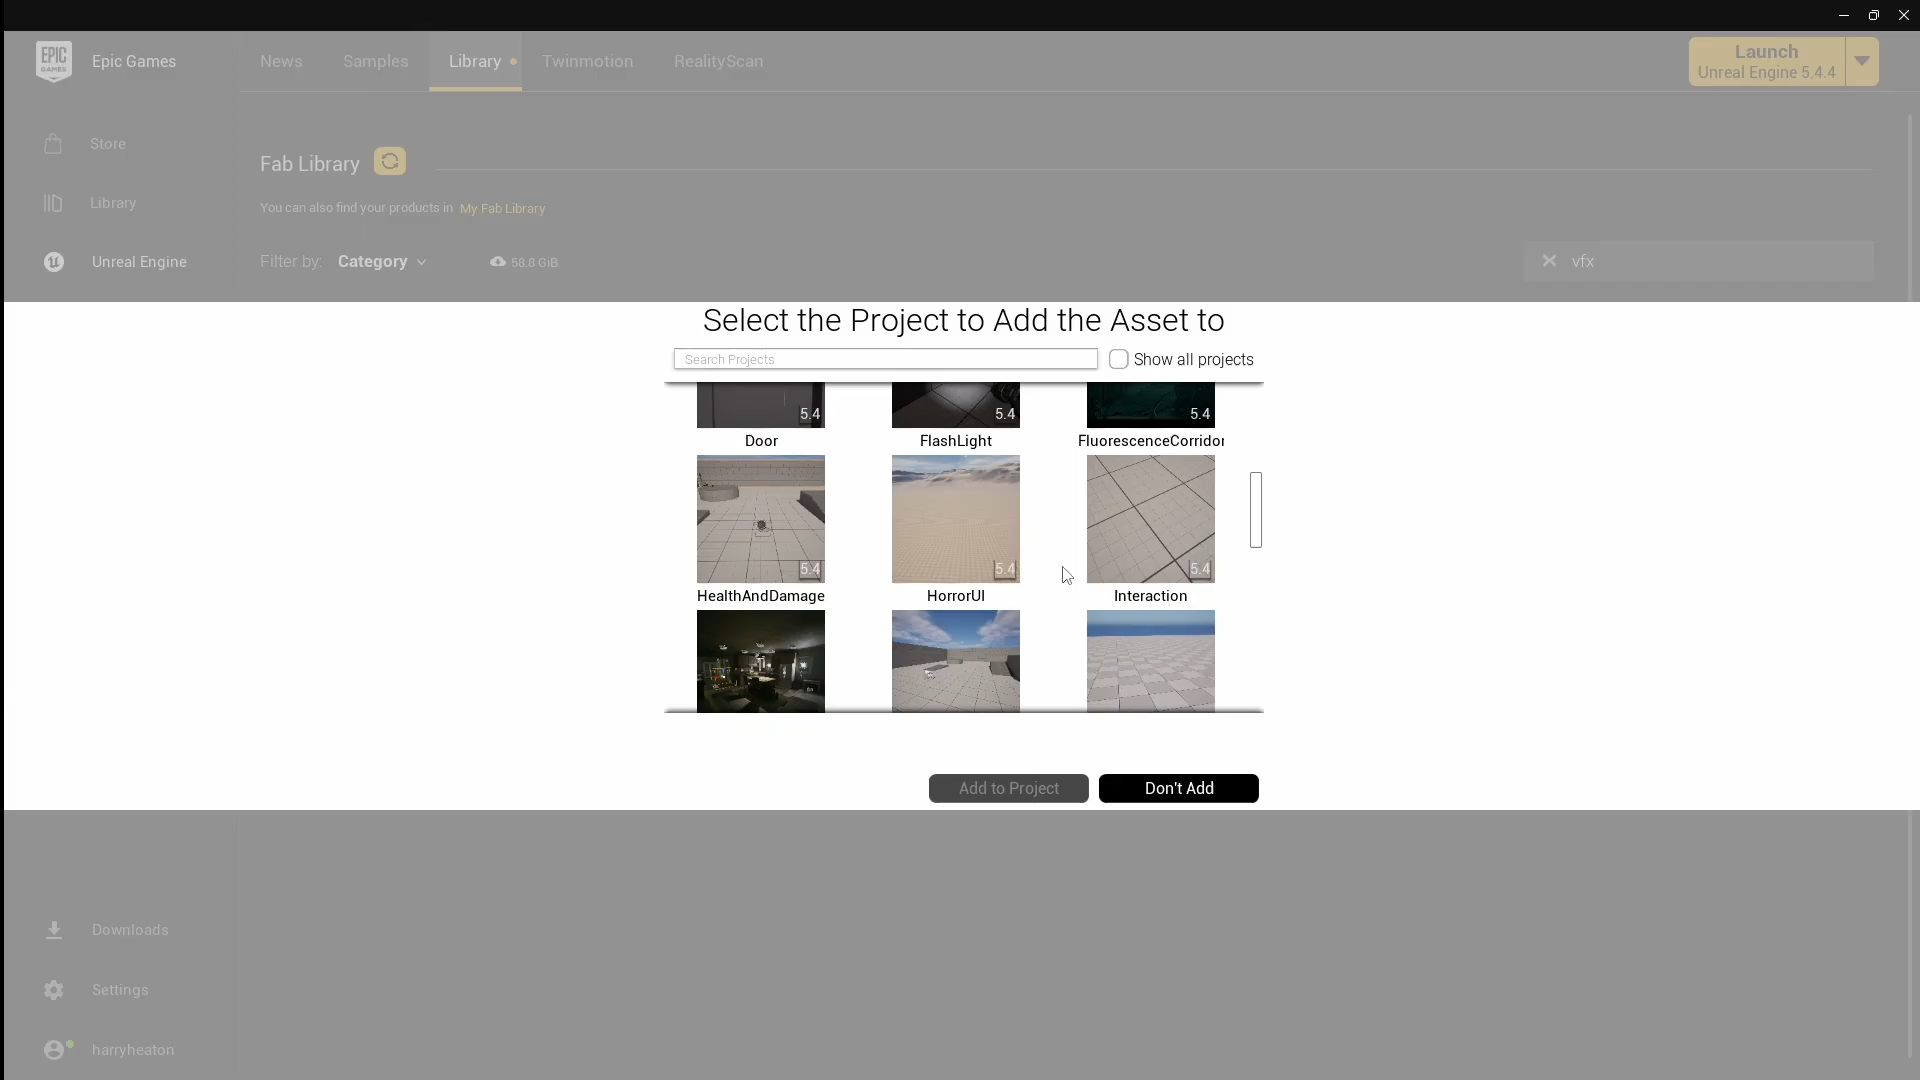 EPIC GAMES
Epic Games
News
Samples
Library
Twinmotion
RealityScan
Launch
Unreal Engine 5.4.4
Store
Fab Library
Library
You can also find your products in My Fab Library
Unreal Engine
Filter by: Category
58.8 GiB
vfx
Select the Project to Add the Asset to
Search Projects
Show all projects
5.4
5.4
5.4
Door
FlashLight
FluorescenceCorridor
5.4
5.4
5.4
HealthAndDamage
HorrorUI
Interaction
Add to Project
Don't Add
Downloads
Settings
harryheaton